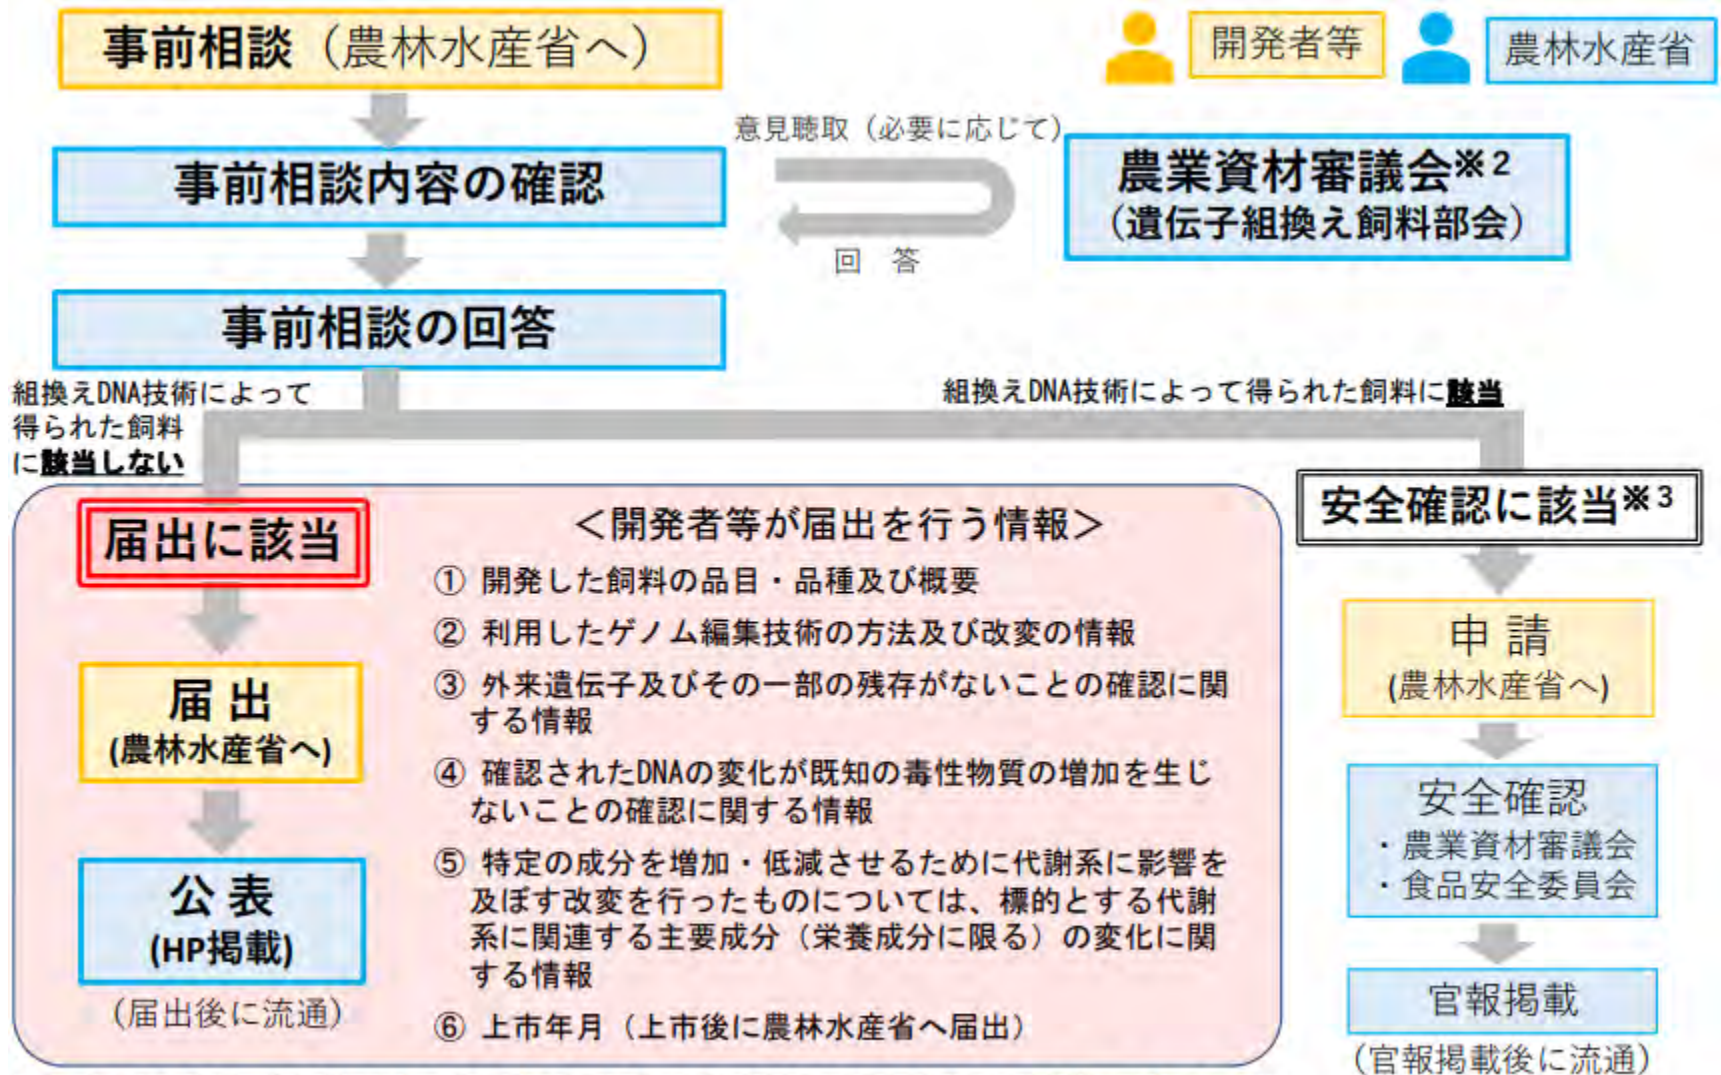 事前相談（農林水産省へ）
開発者等
農林水産省
事前相談内容の確認
意見聴取（必要に応じて）
回　答
農業資材審議会※2
（遺伝子組換え飼料部会）
事前相談の回答
組換えDNA技術によって
得られた飼料
に該当しない
組換えDNA技術によって得られた飼料に該当
届出に該当
届 出
(農林水産省へ)
公 表
(HP掲載)
（届出後に流通）
＜開発者等が届出を行う情報＞
① 開発した飼料の品目・品種及び概要
② 利用したゲノム編集技術の方法及び改変の情報
③ 外来遺伝子及びその一部の残存がないことの確認に関
する情報
④ 確認されたDNAの変化が既知の毒性物質の増加を生じ
ないことの確認に関する情報
⑤ 特定の成分を増加・低減させるために代謝系に影響を
及ぼす改変を行ったものについては、標的とする代謝
系に関連する主要成分（栄養成分に限る）の変化に関
する情報
⑥ 上市年月（上市後に農林水産省へ届出）
安全確認に該当※3
申 請
(農林水産省へ)
安全確認
・農業資材審議会
・食品安全委員会
官報掲載
（官報掲載後に流通）